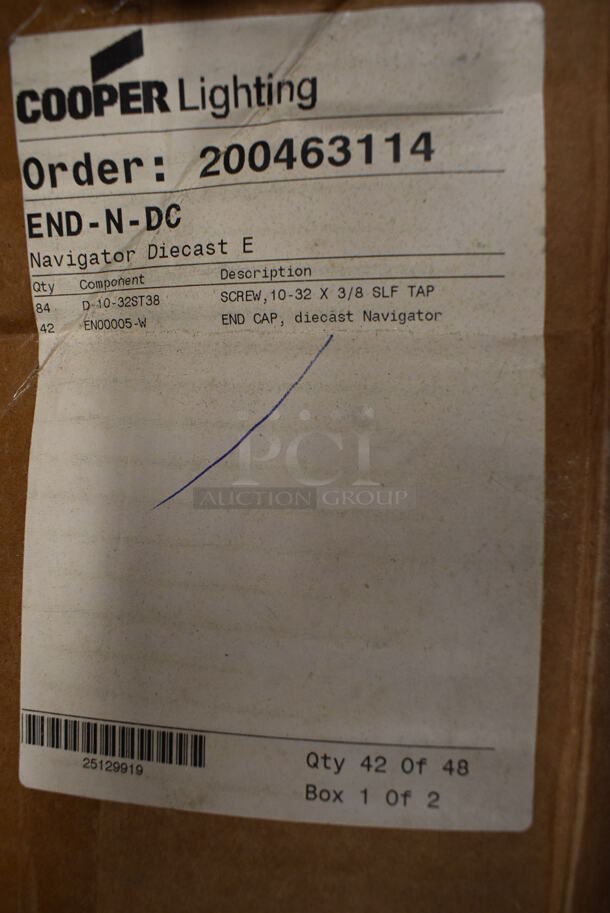 COOPER Lighting
Order: 200463114
END-N-DC
Navigator Diecast E
Qty Component Description
84 D-10-32ST38 SCREW,10-32 X 3/8 SLF TAP
42 EN00005-W END CAP, diecast Navigator
PCI
AUCTION GROUP
25129919
Qty 42 Of 48
Box 1 Of 2